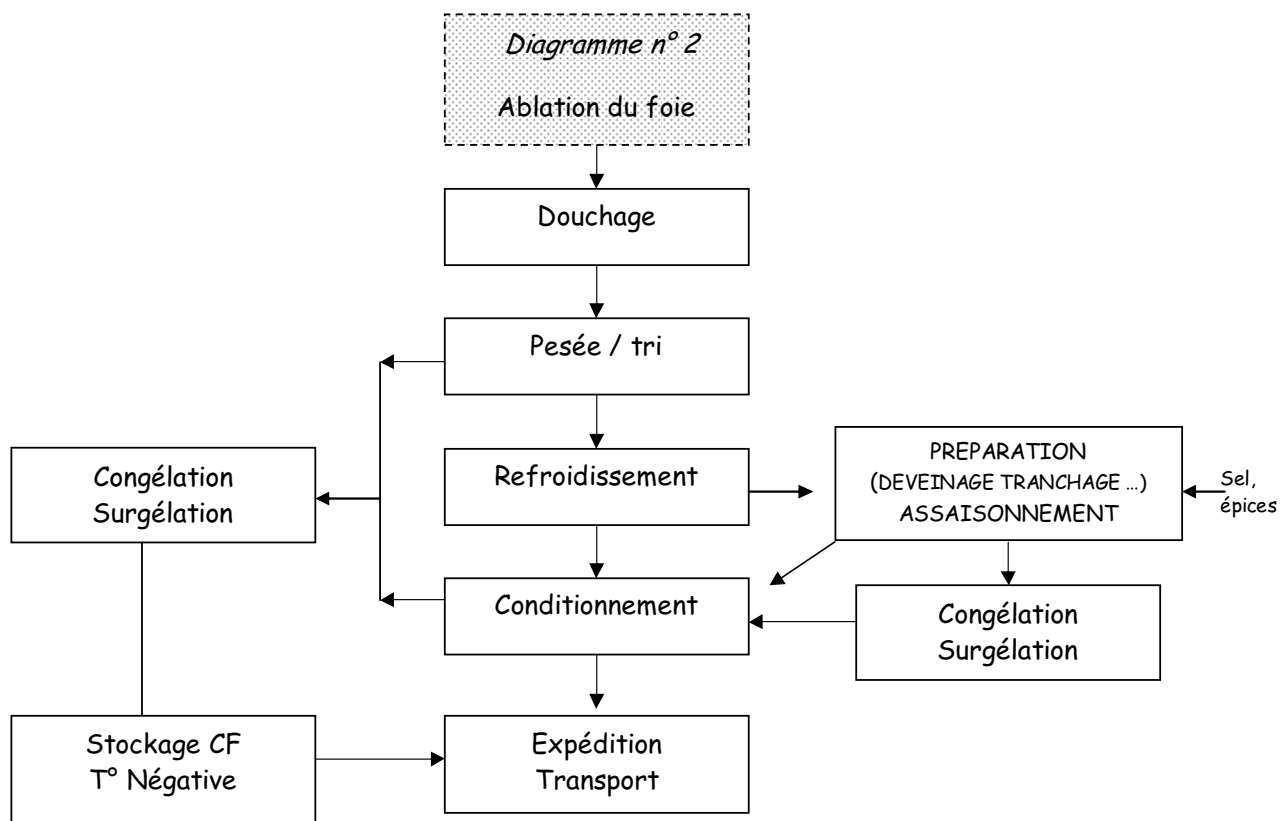 Diagramme n° 2
Ablation du foie
Douchage
Pesée / tri
Refroidissement
PREPARATION
(DEVEINAGE TRANCHAGE ...)
ASSAISONNEMENT
Sel,
épices
Congélation
Surgélation
Conditionnement
Congélation
Surgélation
Stockage CF
T° Négative
Expédition
Transport